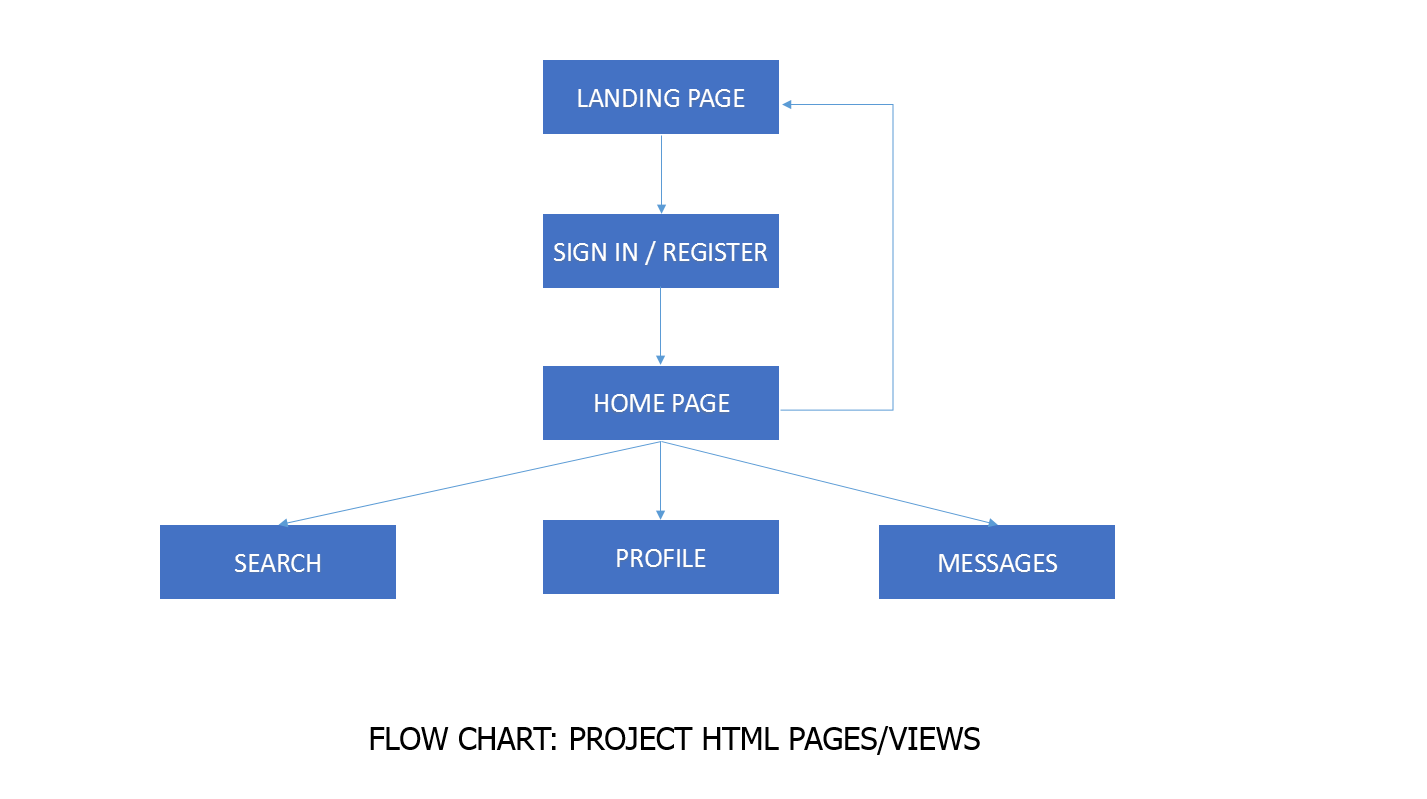 LANDING PAGE
SIGN IN / REGISTER
HOME PAGE
SEARCH
PROFILE
MESSAGES
FLOW CHART: PROJECT HTML PAGES/VIEWS